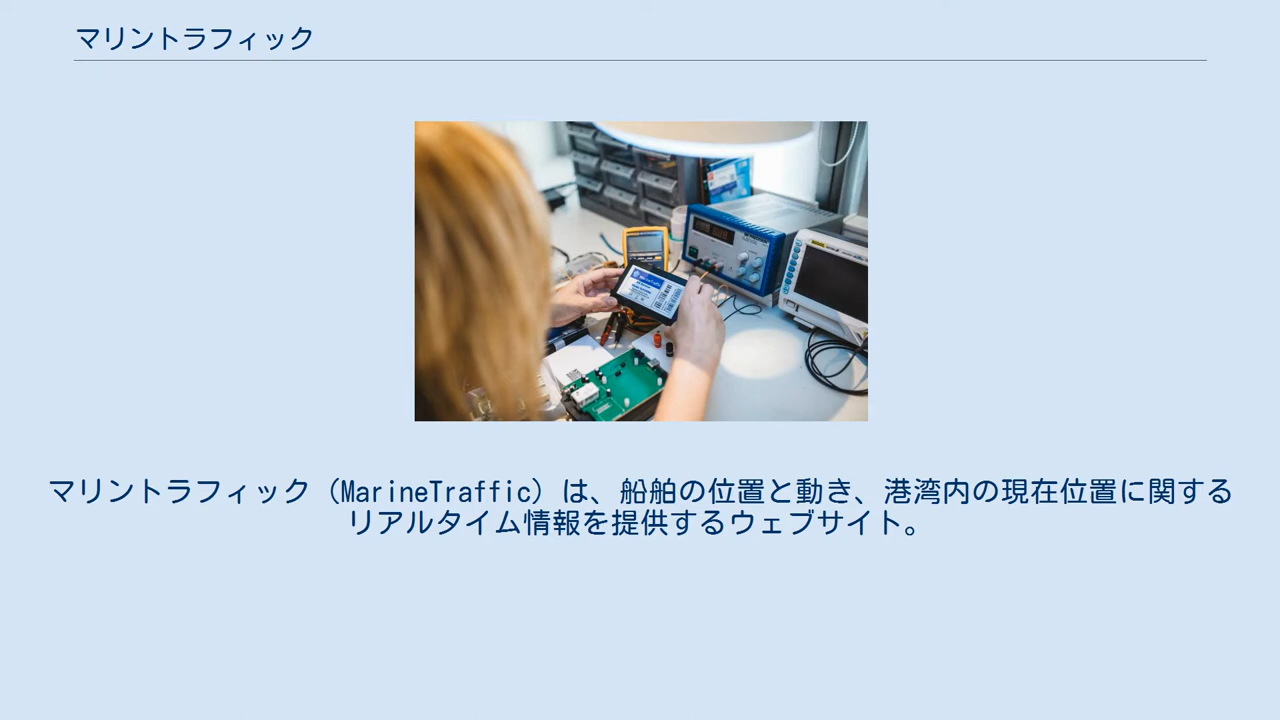 マリントラフィック
MarineTraffic
マリントラフィック（MarineTraffic）は、船舶の位置と動き、港湾内の現在位置に関する
リアルタイム情報を提供するウェブサイト。